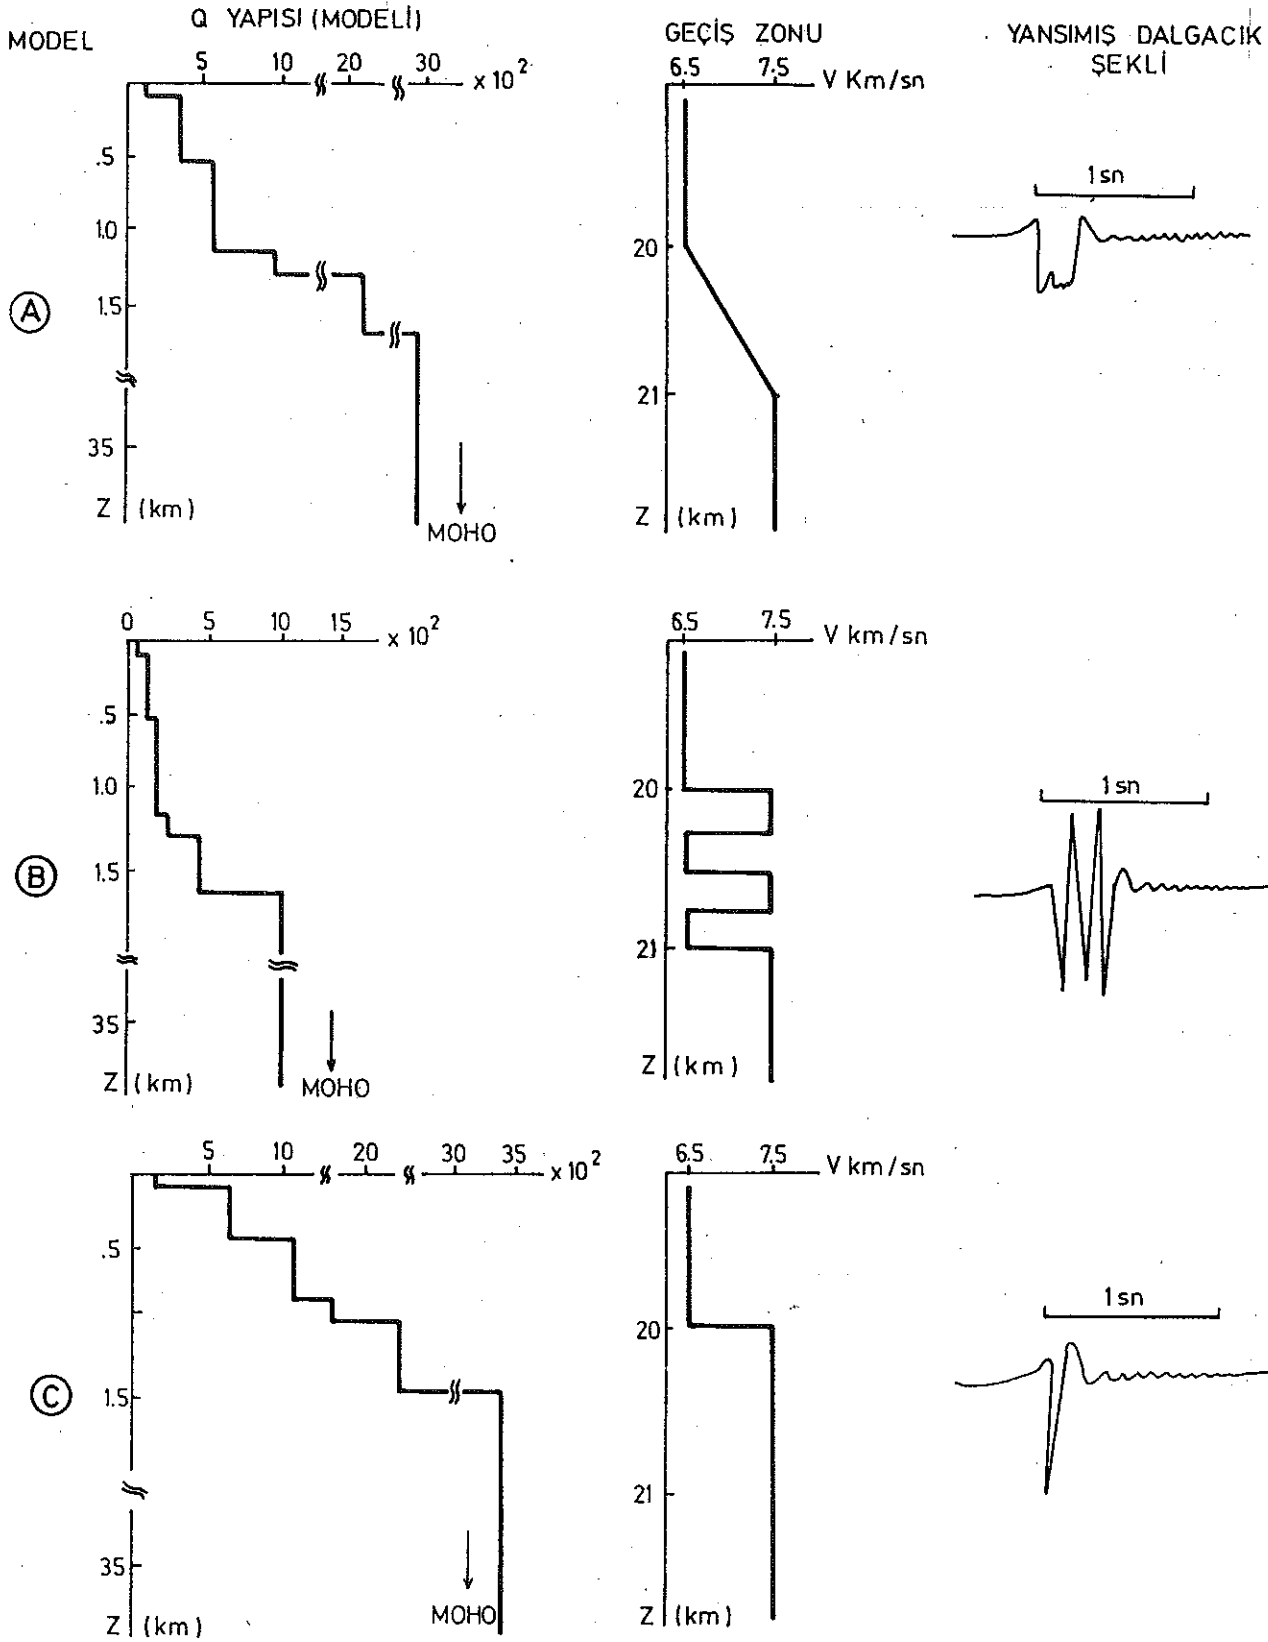 MODEL
Q YAPISI (MODELİ)
GEÇİŞ ZONU
YANSIMIŞ DALGACIK
ŞEKLİ
5 10 20 30 x 10²
6.5 7.5
V Km/sn
.5
1.0
1.5
35
Z (km)
MOHO
A
20
21
Z (km)
1 sn
0 5 10 15 x 10²
6.5 7.5
V km/sn
.5
1.0
1.5
35
Z (km)
MOHO
B
20
21
Z (km)
1 sn
5 10 20 30 35 x 10²
6.5 7.5
V km/sn
.5
1.5
35
Z (km)
MOHO
C
20
21
Z (km)
1 sn